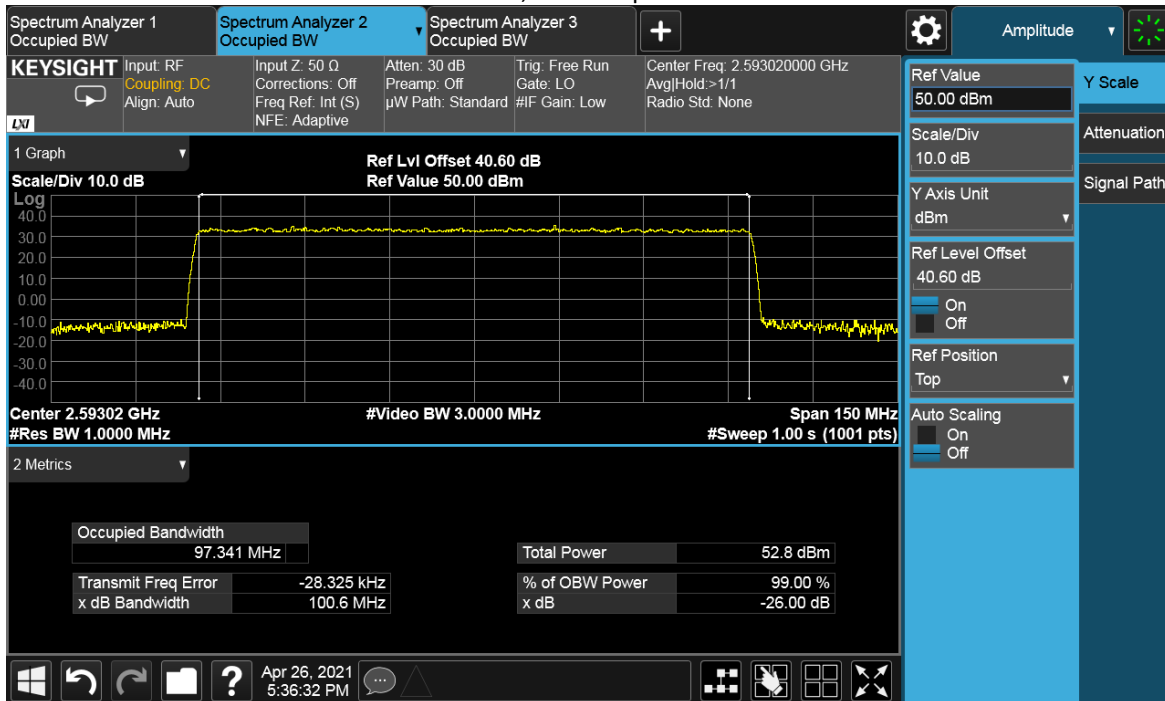 Spectrum Analyzer 1
Occupied BW
Spectrum Analyzer 2
Occupied BW
Spectrum Analyzer 3
Occupied BW
Amplitude
KEYSIGHT
LXI
Input: RF
Coupling: DC
Align: Auto
Input Z: 50 Ω
Corrections: Off
Freq Ref: Int (S)
NFE: Adaptive
Atten: 30 dB
Preamp: Off
µW Path: Standard
Trig: Free Run
Gate: LO
#IF Gain: Low
Center Freq: 2.593020000 GHz
Avg|Hold:>1/1
Radio Std: None
1 Graph
Scale/Div 10.0 dB
Ref Lvl Offset 40.60 dB
Ref Value 50.00 dBm
Log
40.0
30.0
20.0
10.0
0.00
-10.0
-20.0
-30.0
-40.0
Center 2.59302 GHz
#Video BW 3.0000 MHz
Span 150 MHz
#Res BW 1.0000 MHz
#Sweep 1.00 s (1001 pts)
2 Metrics
Occupied Bandwidth
97.341 MHz
Total Power 52.8 dBm
Transmit Freq Error -28.325 kHz
% of OBW Power 99.00 %
x dB Bandwidth 100.6 MHz
x dB -26.00 dB
Ref Value
50.00 dBm
Scale/Div
10.0 dB
Y Axis Unit
dBm
Ref Level Offset
40.60 dB
On
Off
Ref Position
Top
Auto Scaling
On
Off
Y Scale
Attenuation
Signal Path
?
Apr 26, 2021
5:36:32 PM